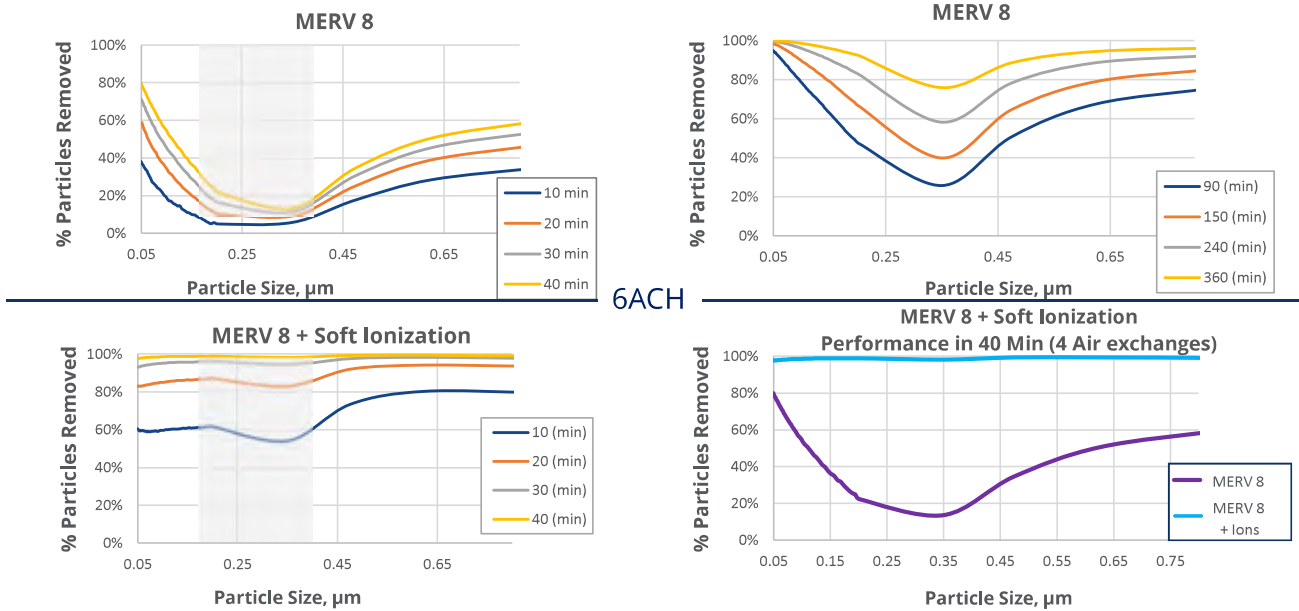 MERV 8
% Particles Removed
100%
80%
60%
40%
20%
0%
0.05
0.25
0.45
0.65
Particle Size, µm
10 min
20 min
30 min
40 min
MERV 8
% Particles Removed
100%
80%
60%
40%
20%
0%
0.05
0.25
0.45
0.65
Particle Size, µm
90 (min)
150 (min)
240 (min)
360 (min)
6ACH
MERV 8 + Soft Ionization
% Particles Removed
100%
80%
60%
40%
20%
0%
0.05
0.25
0.45
0.65
Particle Size, µm
10 (min)
20 (min)
30 (min)
40 (min)
MERV 8 + Soft Ionization
Performance in 40 Min (4 Air exchanges)
% Particles Removed
100%
80%
60%
40%
20%
0%
0.05
0.15
0.25
0.35
0.45
0.55
0.65
0.75
Particle Size, µm
MERV 8
MERV 8
+ Ions